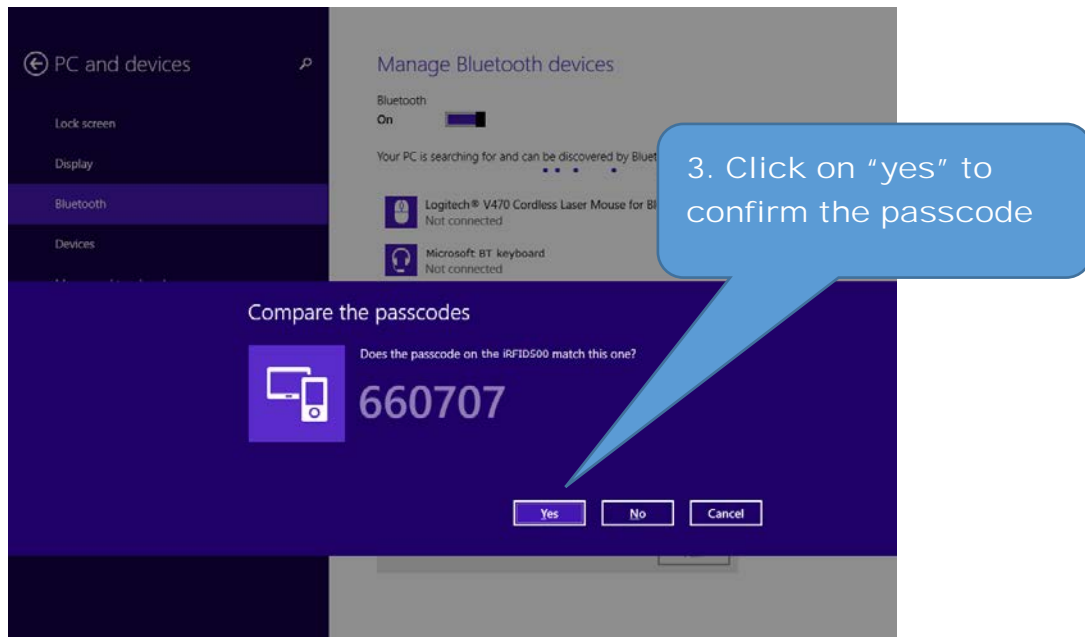 PC and devices
Lock screen
Display
Bluetooth
Devices
Manage Bluetooth devices
Bluetooth
On
Your PC is searching for and can be discovered by
Logitech® V470 Cordless Laser Mouse for
Not connected
Microsoft BT keyboard
Not connected
3. Click on “yes” to
confirm the passcode
Compare the passcodes
Does the passcode on the iRFID500 match this one?
660707
Yes
No
Cancel